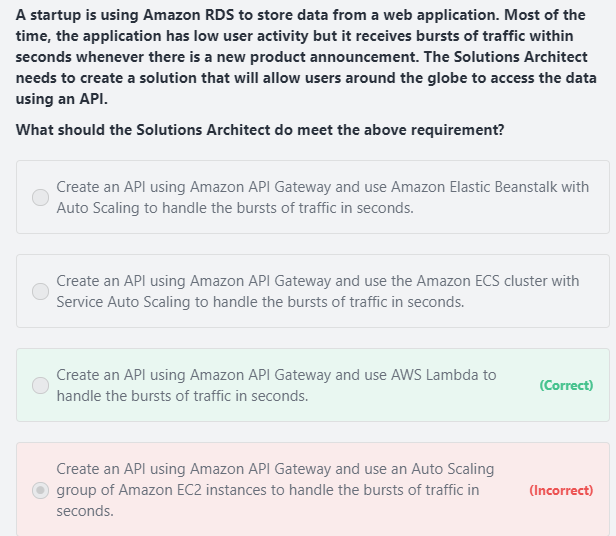 A startup is using Amazon RDS to store data from a web application. Most of the
time, the application has low user activity but it receives bursts of traffic within
seconds whenever there is a new product announcement. The Solutions Architect
needs to create a solution that will allow users around the globe to access the data
using an API.
What should the Solutions Architect do meet the above requirement?
Create an API using Amazon API Gateway and use Amazon Elastic Beanstalk with
Auto Scaling to handle the bursts of traffic in seconds.
Create an API using Amazon API Gateway and use the Amazon ECS cluster with
Service Auto Scaling to handle the bursts of traffic in seconds.
Create an API using Amazon API Gateway and use AWS Lambda to
handle the bursts of traffic in seconds.
(Correct)
Create an API using Amazon API Gateway and use an Auto Scaling
group of Amazon EC2 instances to handle the bursts of traffic in
seconds.
(Incorrect)